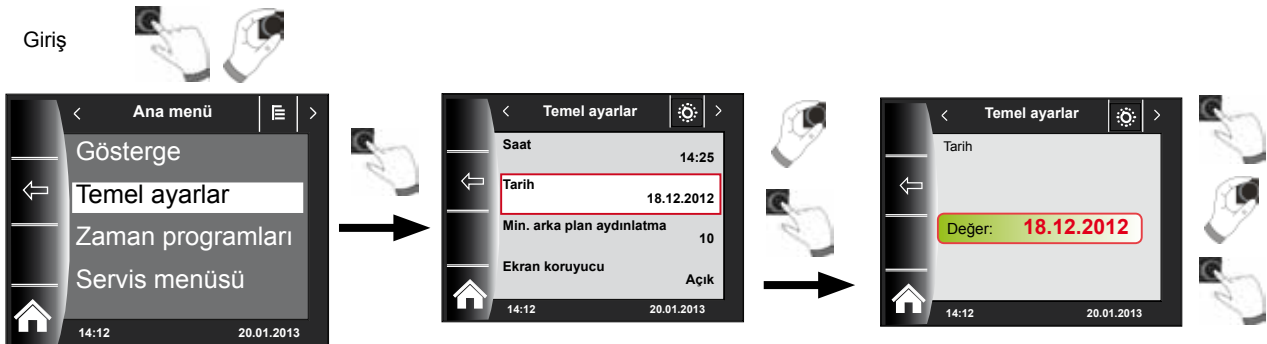 Giriş
Ana menü
Gösterge
Temel ayarlar
Zaman programları
Servis menüsü
14:12 20.01.2013
Temel ayarlar
Saat
14:25
Tarih
18.12.2012
Min. arka plan aydınlatma
10
Ekran koruyucu
Açık
14:12 20.01.2013
Temel ayarlar
Tarih
Değer: 18.12.2012
14:12 20.01.2013